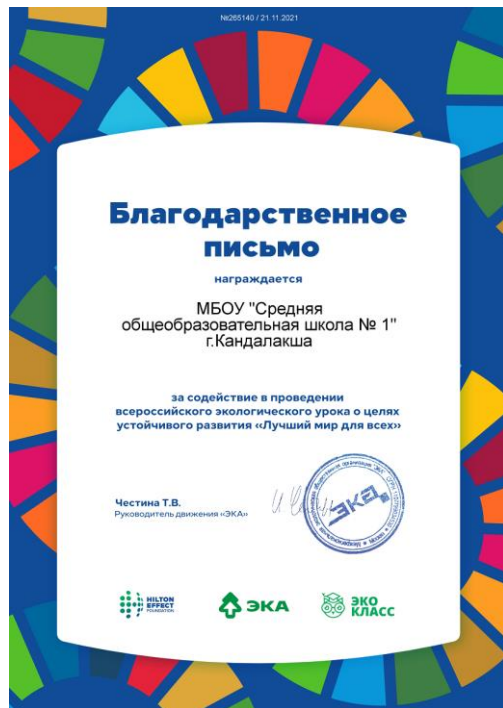 №265140 / 21.11.2021
Благодарственное
письмо
награждается
МБОУ "Средняя
общеобразовательная школа № 1"
г.Кандалакша
за содействие в проведении
всероссийского экологического урока о целях
устойчивого развития «Лучший мир для всех»
Честина Т.В.
Руководитель движения «ЭКА»
ЭКА
HILTON
EFFECT
FOUNDATION
ЭКА
ЭКО
КЛАСС